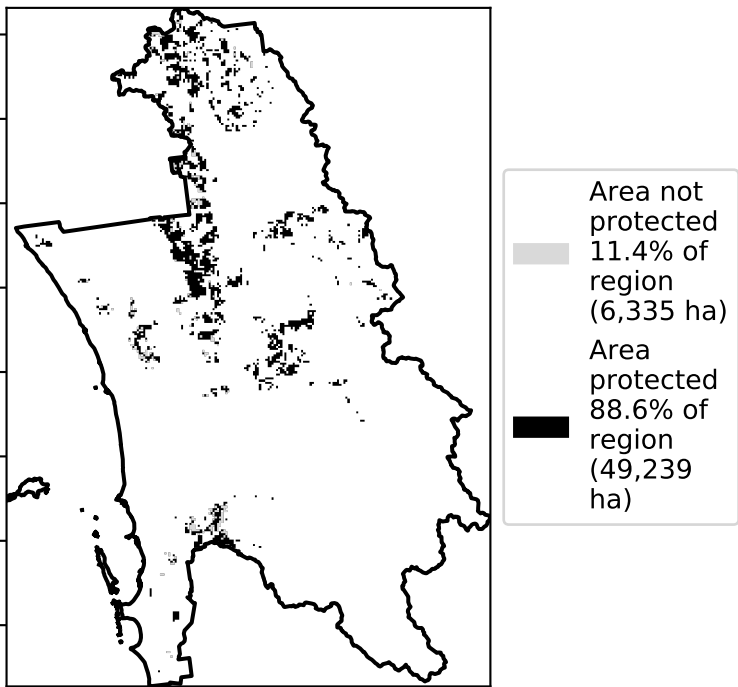 Area not
protected
11.4% of
region
(6,335 ha)
Area
protected
88.6% of
region
(49,239
ha)